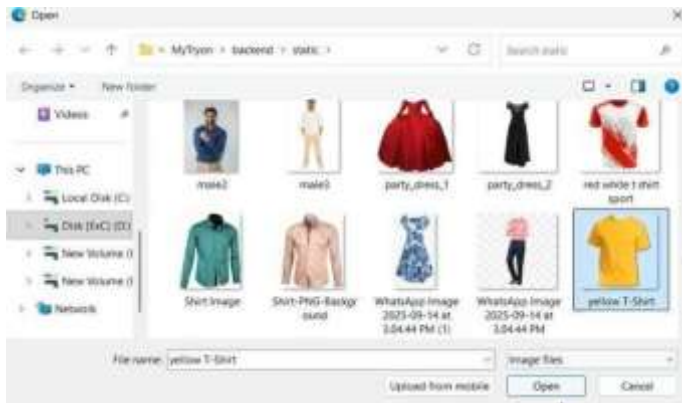 Open
MyTryon › backend › static ›
Search static
Organize
New folder
Videos
This PC
Local Disk (C:)
Disk (ExC) (D:)
New Volume (
New Volume (
Network
male2
male3
party_dress_1
party_dress_2
red white t shirt
sport
Shirt Image
Shirt-PNG-Backgr
ound
WhatsApp Image
2025-09-14 at
3.04.44 PM (1)
WhatsApp Image
2025-09-14 at
3.04.44 PM
yellow T-Shirt
File name:
yellow T-Shirt
Image files
Upload from mobile
Open
Cancel